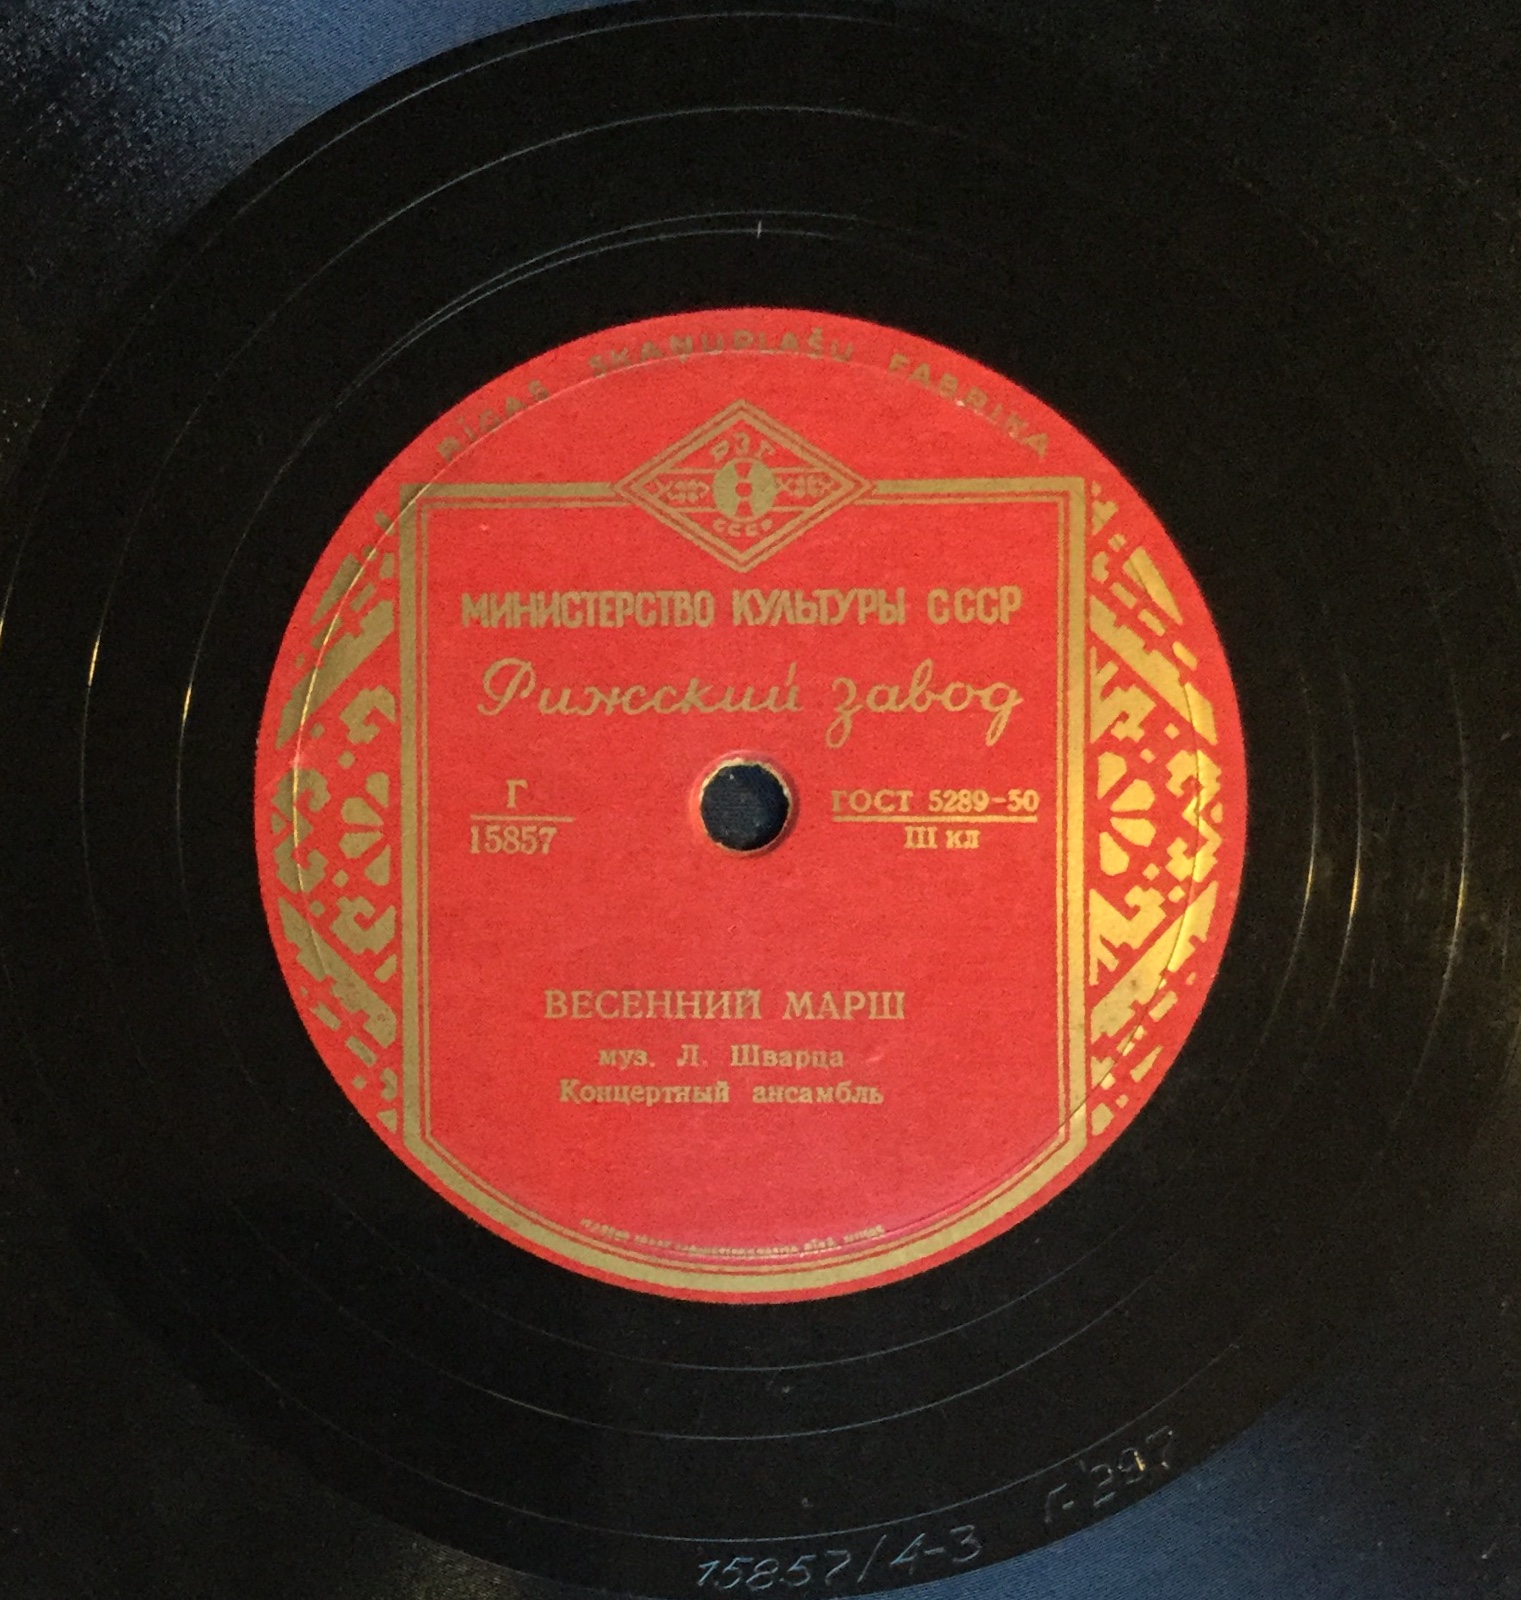 RĪGAS SKAŅUPLAŠU FABRIKA
РЗГ
СССР
МИНИСТЕРСТВО КУЛЬТУРЫ СССР
Рижский завод
Г
15857
ГОСТ 5289-50
III кл
ВЕСЕННИЙ МАРШ
муз. Л. Шварца
Концертный ансамбль
15857/4-3 Г-297